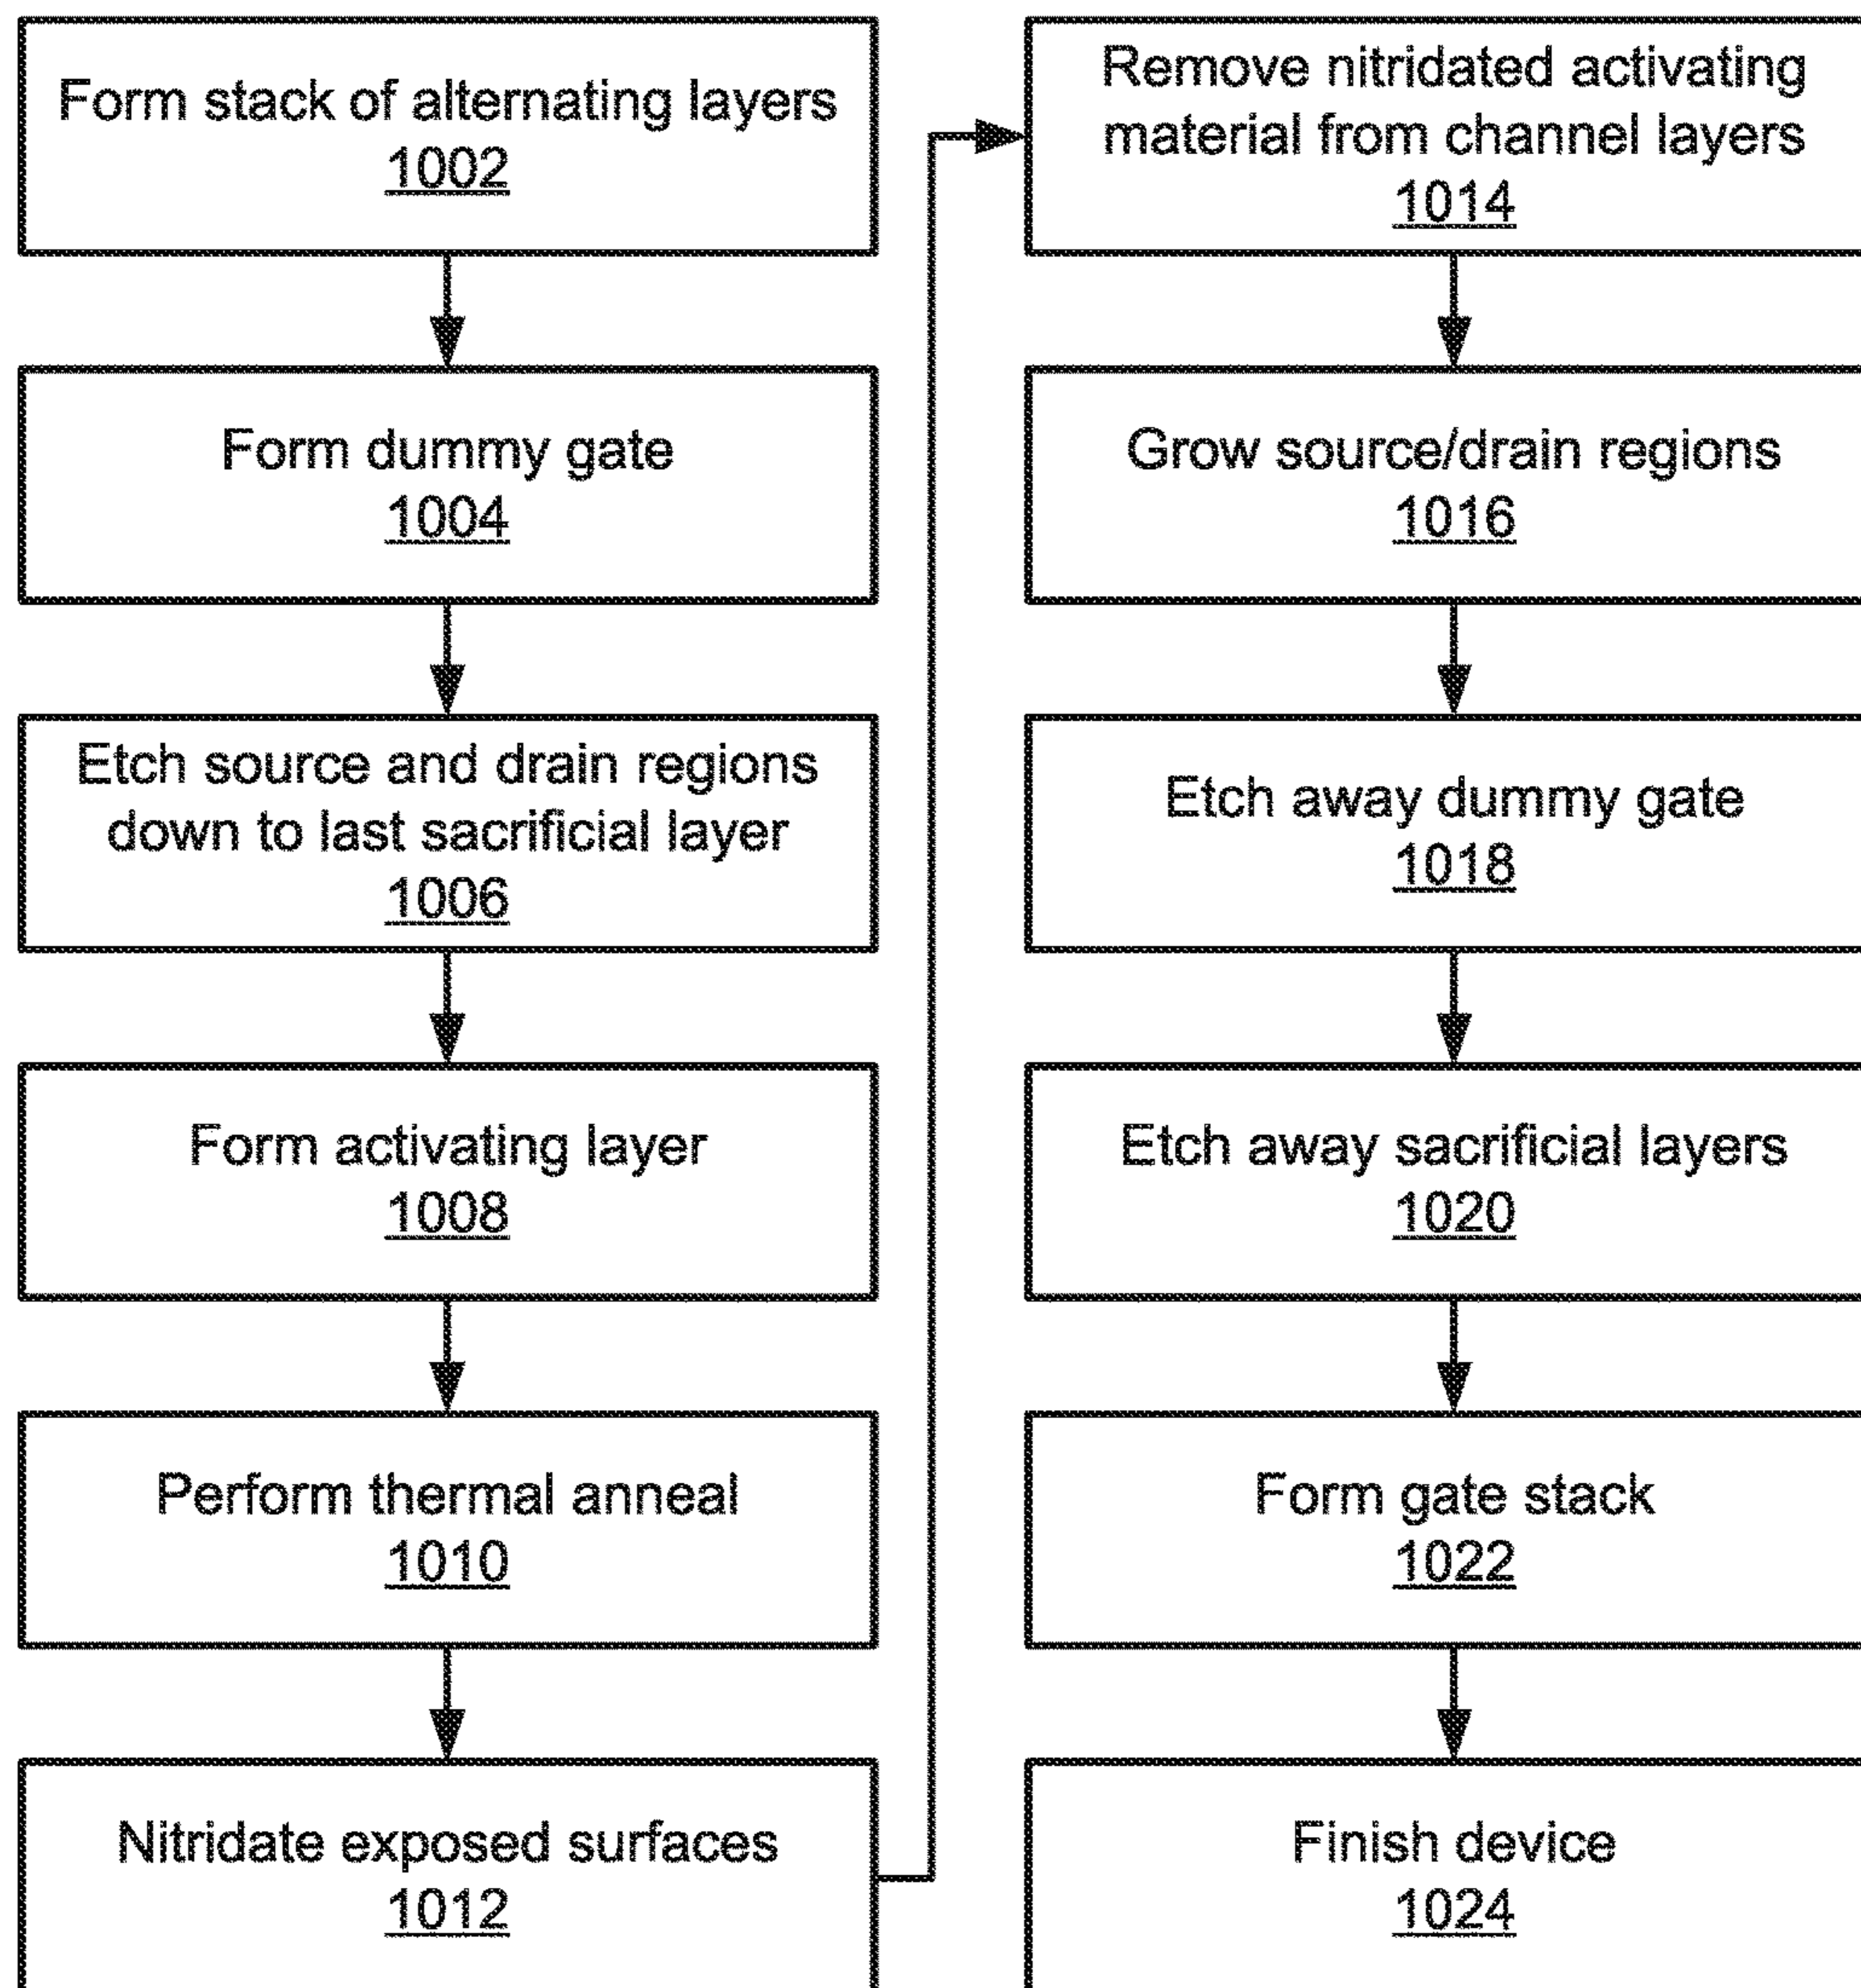 Form stack of alternating layers
1002
Form dummy gate
1004
Etch source and drain regions
down to last sacrificial layer
1006
Form activating layer
1008
Perform thermal anneal
1010
Nitridate exposed surfaces
1012
Remove nitridated activating
material from channel layers
1014
Grow source/drain regions
1016
Etch away dummy gate
1018
Etch away sacrificial layers
1020
Form gate stack
1022
Finish device
1024